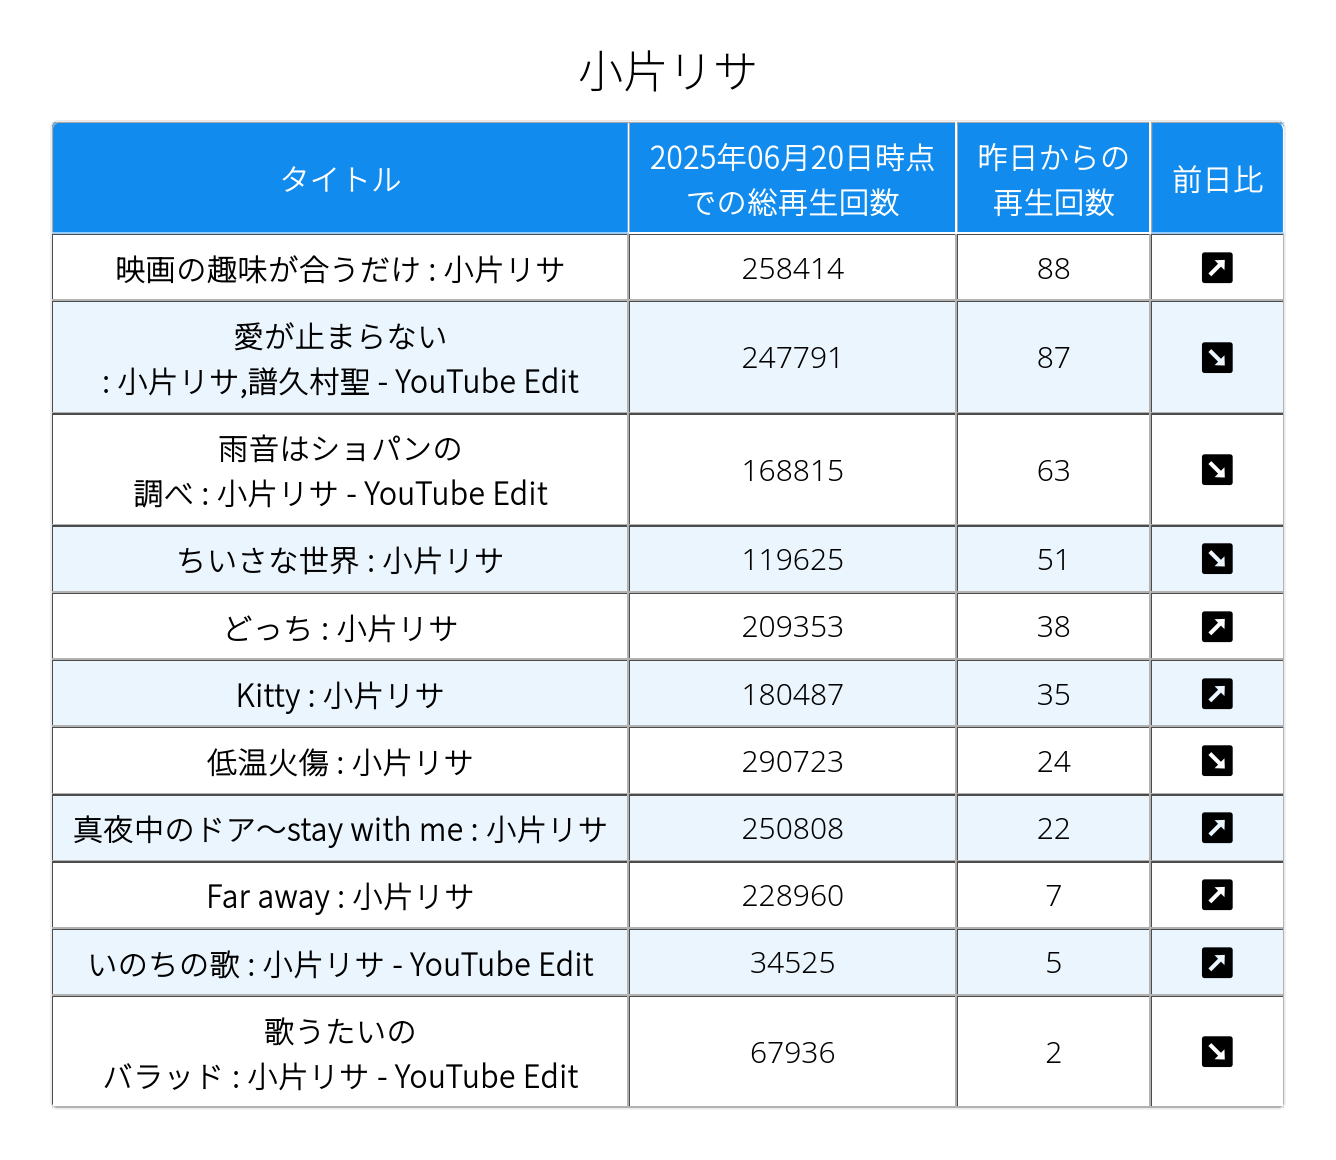 小片リサ
タイトル
2025年06月20日時点
での総再生回数
昨日からの
再生回数
前日比
映画の趣味が合うだけ : 小片リサ
258414
88
愛が止まらない
: 小片リサ,譜久村聖 - YouTube Edit
247791
87
雨音はショパンの
調べ : 小片リサ - YouTube Edit
168815
63
ちいさな世界 : 小片リサ
119625
51
どっち : 小片リサ
209353
38
Kitty : 小片リサ
180487
35
低温火傷 : 小片リサ
290723
24
真夜中のドア〜stay with me : 小片リサ
250808
22
Far away : 小片リサ
228960
7
いのちの歌 : 小片リサ - YouTube Edit
34525
5
歌うたいの
バラッド : 小片リサ - YouTube Edit
67936
2